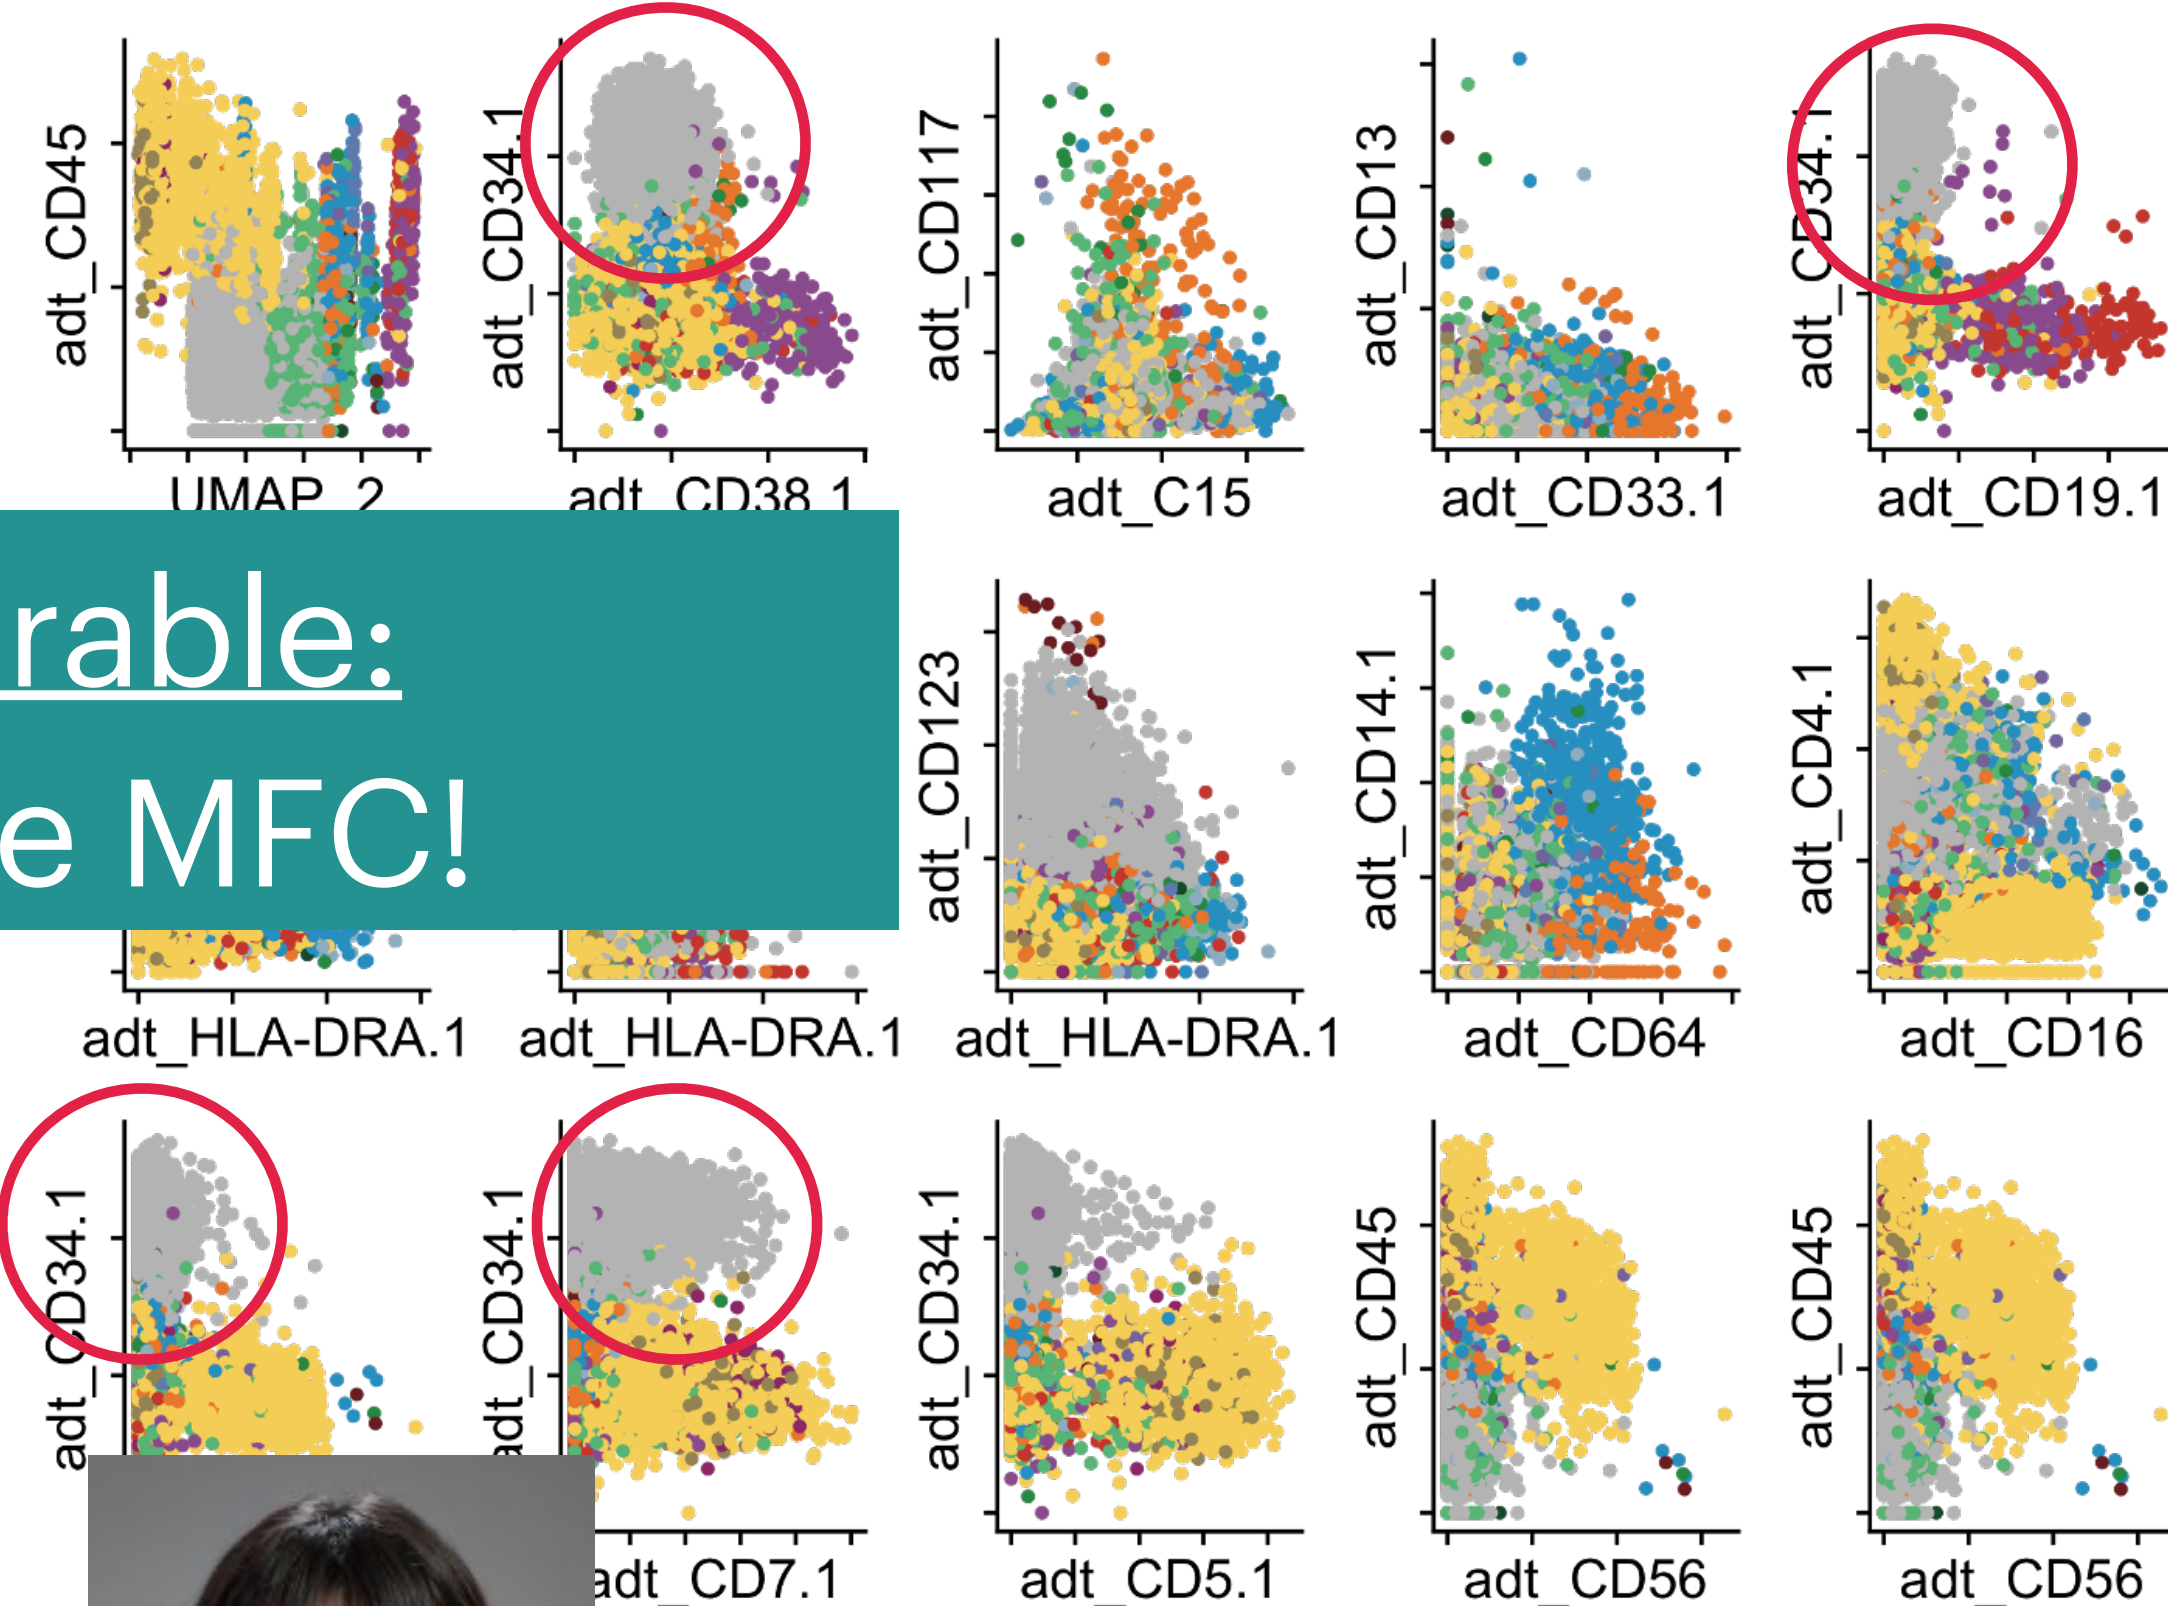 adt_CD45
UMAP_2
adt_CD34.1
adt_CD38.1
adt_CD117
adt_C15
adt_CD13
adt_CD33.1
adt_CD34.1
adt_CD19.1
rable:
e MFC!
adt_HLA-DRA.1
adt_HLA-DRA.1
adt_CD123
adt_HLA-DRA.1
adt_CD14.1
adt_CD64
adt_CD4.1
adt_CD16
adt_CD34.1
adt_CD34.1
adt_CD7.1
adt_CD34.1
adt_CD5.1
adt_CD45
adt_CD56
adt_CD45
adt_CD56